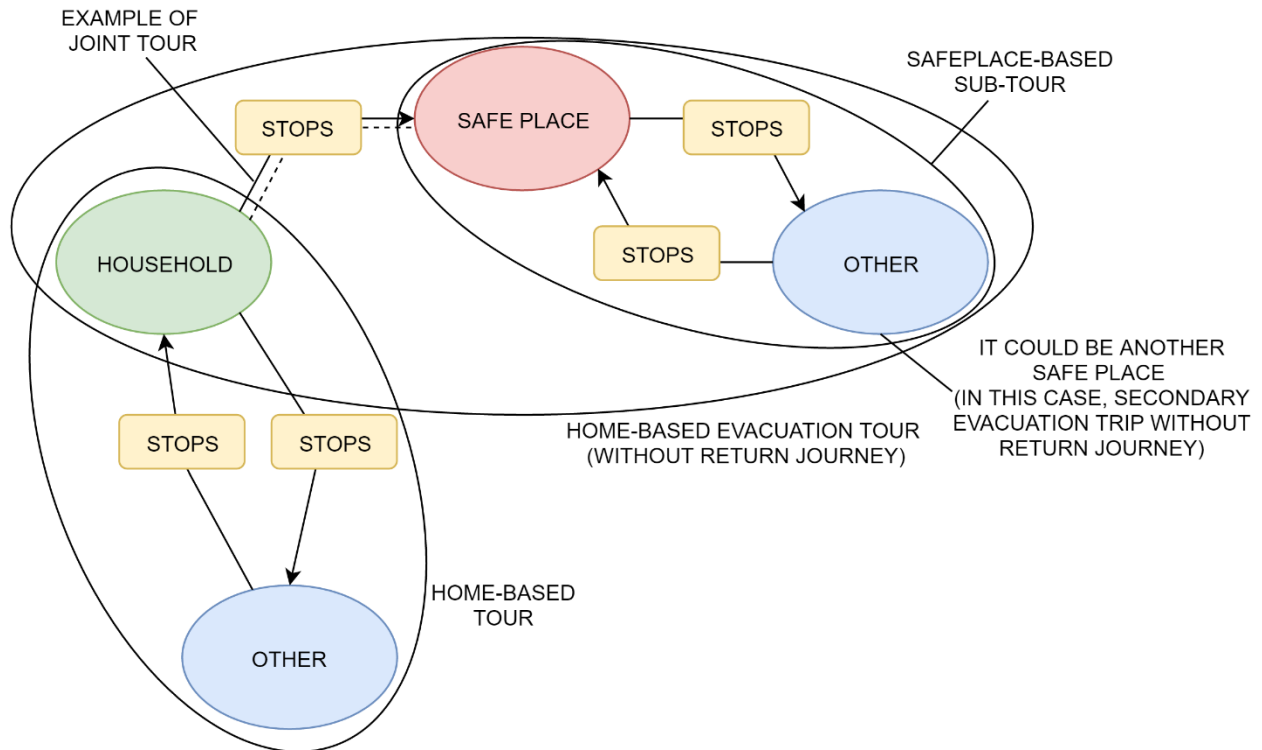 EXAMPLE OF
JOINT TOUR
SAFEPLACE-BASED
SUB-TOUR
STOPS
SAFE PLACE
STOPS
HOUSEHOLD
STOPS
OTHER
IT COULD BE ANOTHER
SAFE PLACE
(IN THIS CASE, SECONDARY
EVACUATION TRIP WITHOUT
RETURN JOURNEY)
HOME-BASED EVACUATION TOUR
(WITHOUT RETURN JOURNEY)
STOPS
STOPS
HOME-BASED
TOUR
OTHER